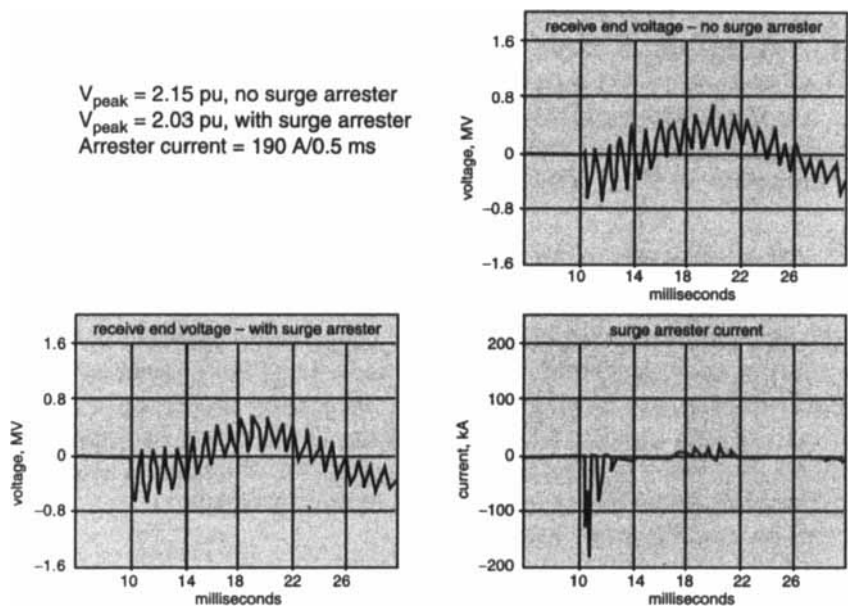 V_peak = 2.15 pu, no surge arrester
V_peak = 2.03 pu, with surge arrester
Arrester current = 190 A/0.5 ms
receive end voltage – no surge arrester
1.6
0.8
0
−0.8
−1.6
voltage, MV
10 14 18 22 26
milliseconds
receive end voltage – with surge arrester
1.6
0.8
0
−0.8
−1.6
voltage, MV
10 14 18 22 26
milliseconds
surge arrester current
200
100
0
−100
−200
current, kA
10 14 18 22 26
milliseconds